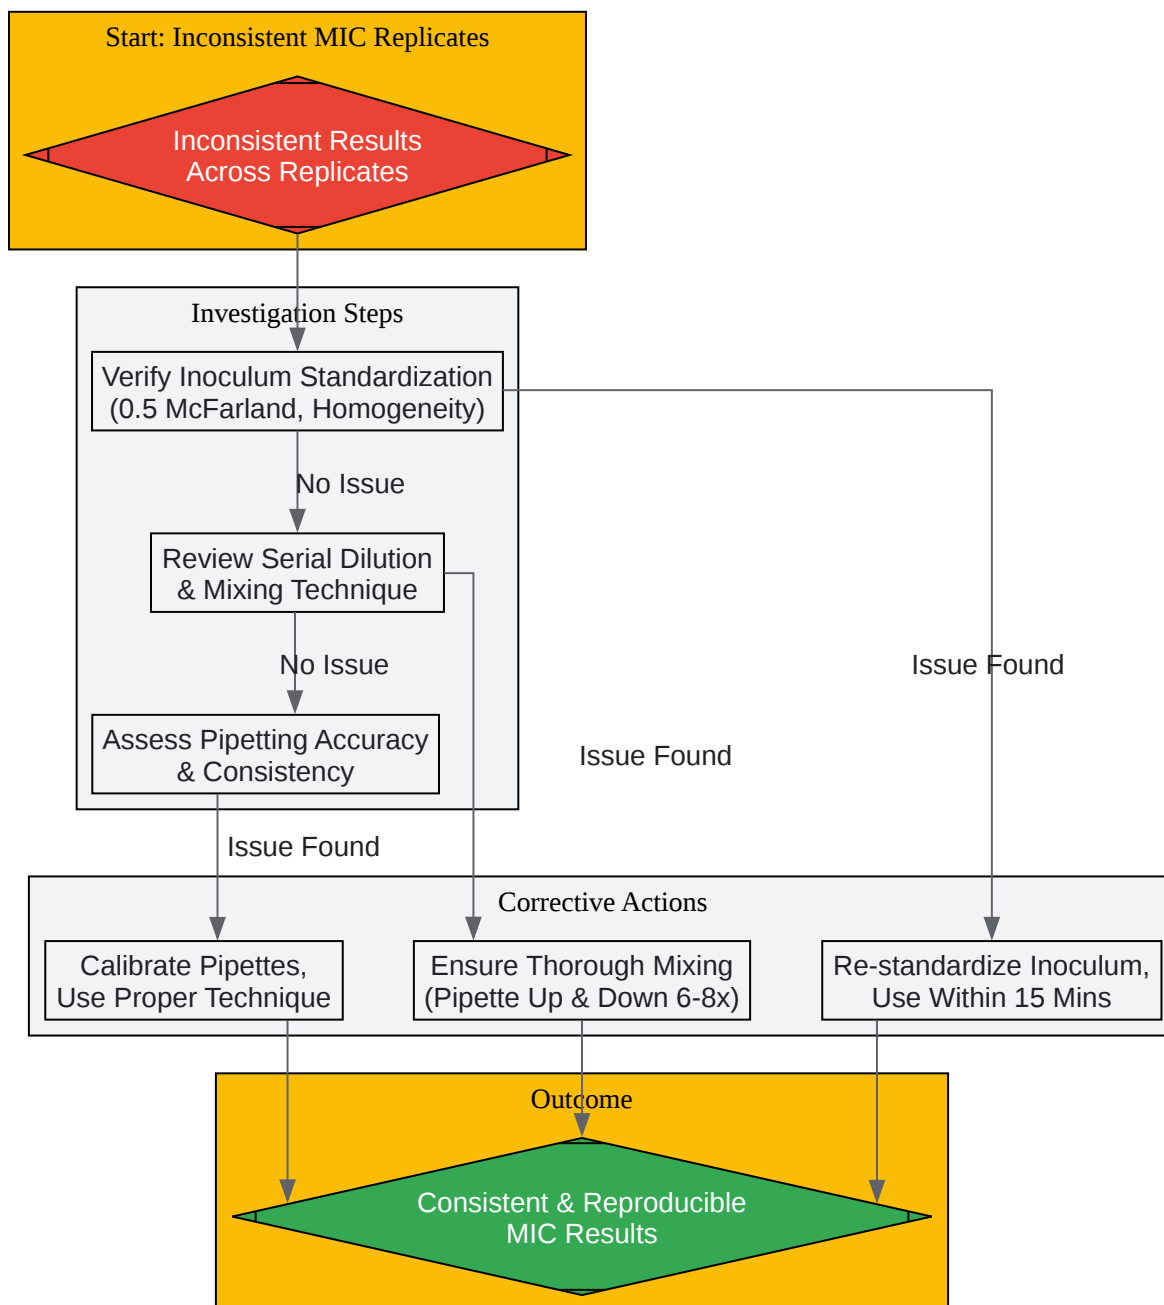 Start: Inconsistent MIC Replicates
Inconsistent Results
Across Replicates
Investigation Steps
Verify Inoculum Standardization
(0.5 McFarland, Homogeneity)
No Issue
Review Serial Dilution
& Mixing Technique
No Issue
Issue Found
Assess Pipetting Accuracy
& Consistency
Issue Found
Issue Found
Corrective Actions
Calibrate Pipettes,
Use Proper Technique
Ensure Thorough Mixing
(Pipette Up & Down 6-8x)
Re-standardize Inoculum,
Use Within 15 Mins
Outcome
Consistent & Reproducible
MIC Results